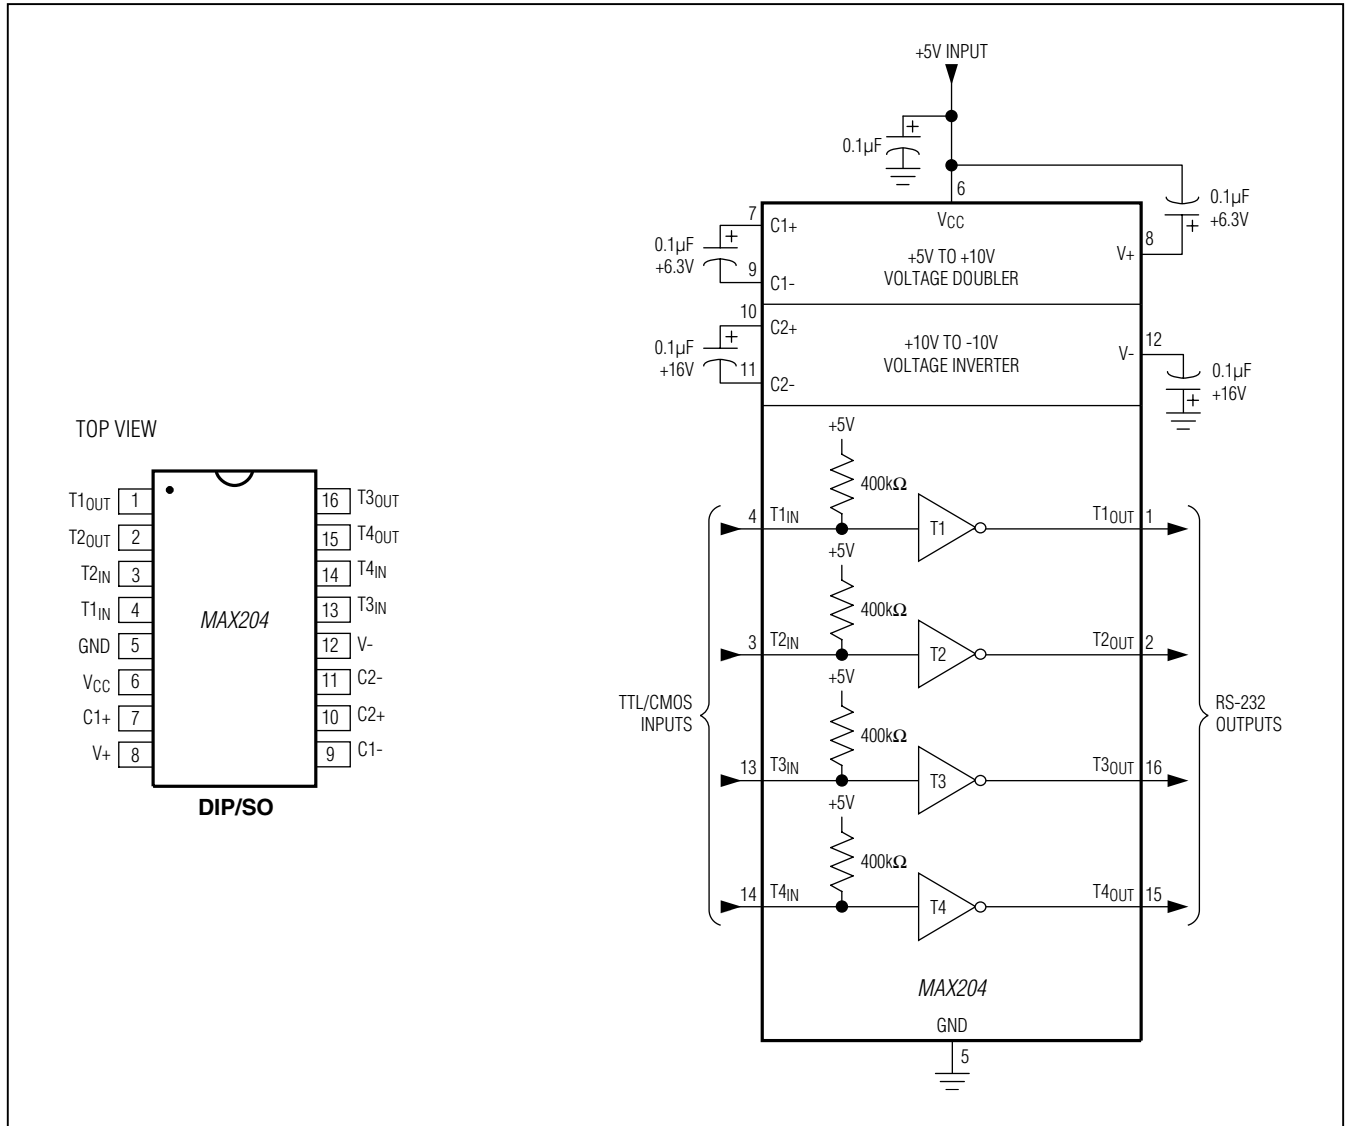 TOP VIEW
T1OUT 1
T2OUT 2
T2IN 3
T1IN 4
GND 5
VCC 6
C1+ 7
V+ 8
MAX204
16 T3OUT
15 T4OUT
14 T4IN
13 T3IN
12 V-
11 C2-
10 C2+
9 C1-
DIP/SO
+5V INPUT
0.1µF +
6
VCC
0.1µF
+6.3V
+
8
V+
7
C1+
0.1µF
+6.3V
+
9
C1-
+5V TO +10V
VOLTAGE DOUBLER
10
C2+
0.1µF
+16V
+
11
C2-
+10V TO -10V
VOLTAGE INVERTER
V-
12
0.1µF
+16V
+
+5V
400kΩ
4 T1IN T1 T1OUT 1
+5V
400kΩ
3 T2IN T2 T2OUT 2
+5V
400kΩ
13 T3IN T3 T3OUT 16
+5V
400kΩ
14 T4IN T4 T4OUT 15
TTL/CMOS
INPUTS
RS-232
OUTPUTS
MAX204
GND
5